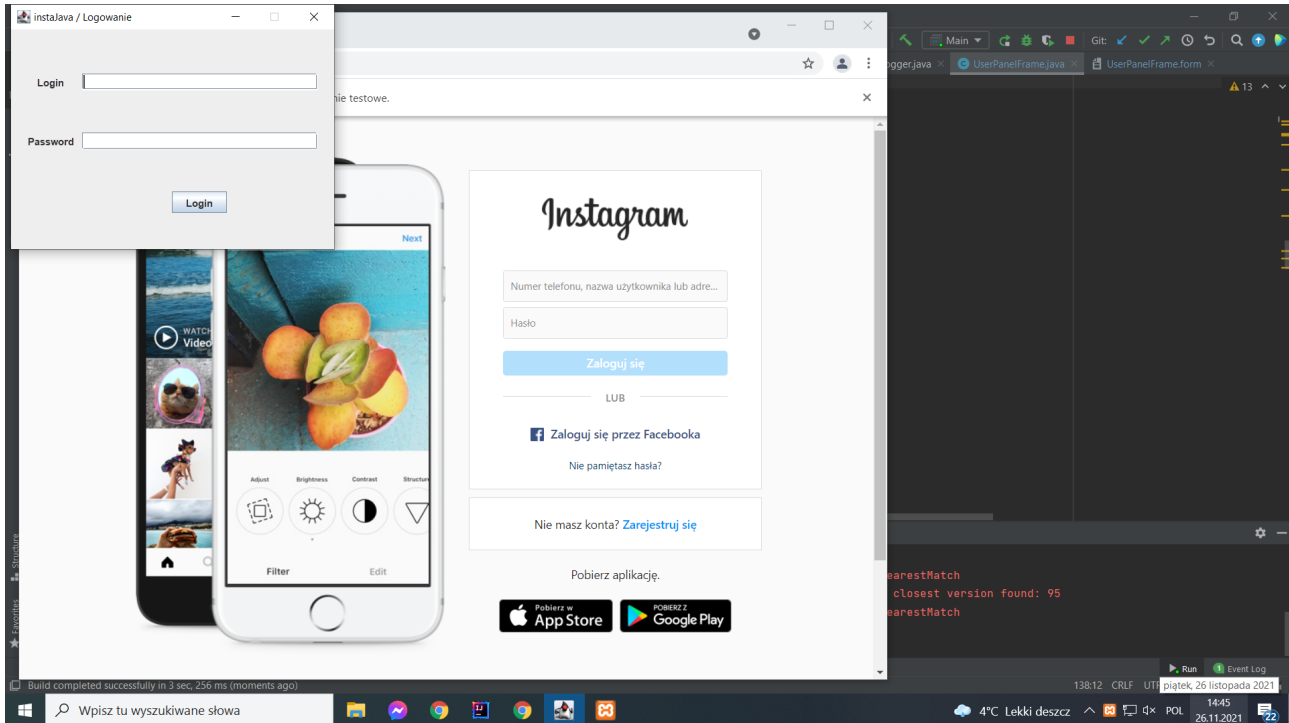 instaJava / Logowanie
Login
Password
Login
nie testowe.
Instagram
Numer telefonu, nazwa użytkownika lub adre...
Hasło
Zaloguj się
LUB
Zaloguj się przez Facebooka
Nie pamiętasz hasła?
Nie masz konta? Zarejestruj się
Pobierz aplikację.
Pobierz w
App Store
POBIERZ Z
Google Play
Next
WATCH
Video
Adjust Brightness Contrast Structure
Filter Edit
Main Git:
ogger.java UserPanelFrame.java UserPanelFrame.form
13
Structure
Favorites
earestMatch
closest version found: 95
earestMatch
Run 1 Event Log
Build completed successfully in 3 sec, 256 ms (moments ago)
138:12 CRLF UTF
piątek, 26 listopada 2021
Wpisz tu wyszukiwane słowa
4°C Lekki deszcz POL
14:45
26.11.2021
22